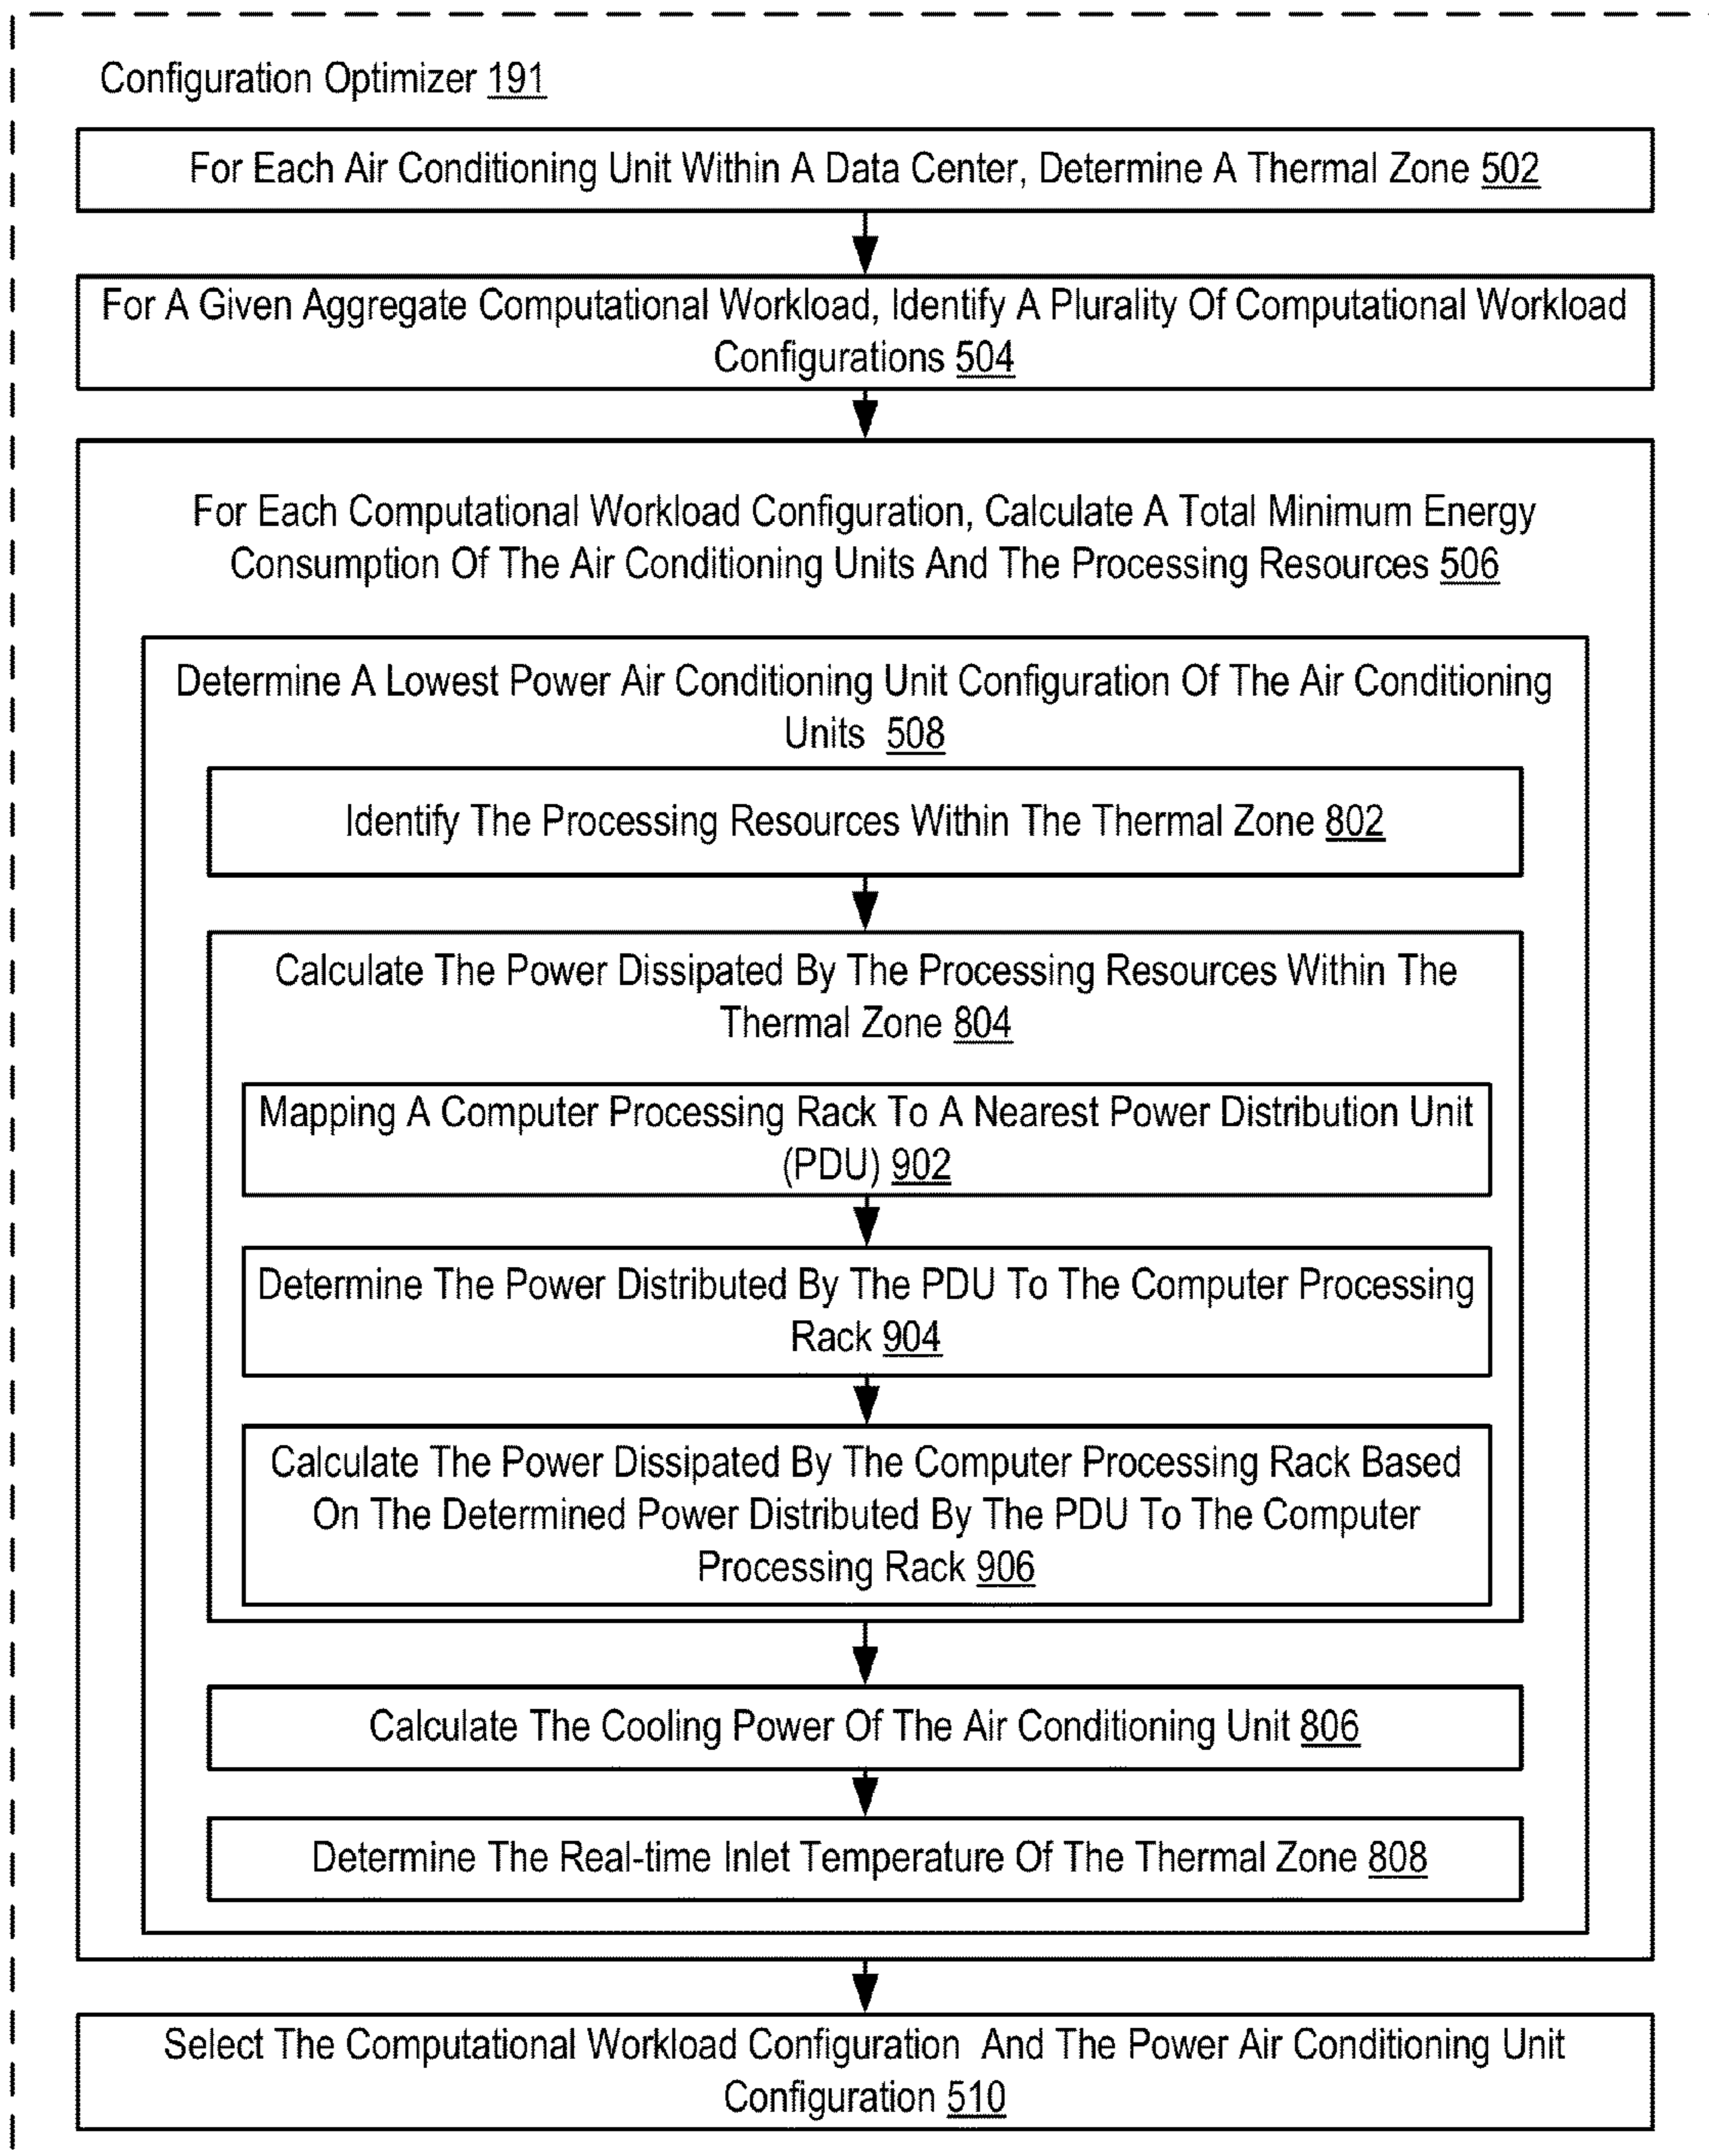 Configuration Optimizer 191
For Each Air Conditioning Unit Within A Data Center, Determine A Thermal Zone 502
For A Given Aggregate Computational Workload, Identify A Plurality Of Computational Workload
Configurations 504
For Each Computational Workload Configuration, Calculate A Total Minimum Energy
Consumption Of The Air Conditioning Units And The Processing Resources 506
Determine A Lowest Power Air Conditioning Unit Configuration Of The Air Conditioning
Units 508
Identify The Processing Resources Within The Thermal Zone 802
Calculate The Power Dissipated By The Processing Resources Within The
Thermal Zone 804
Mapping A Computer Processing Rack To A Nearest Power Distribution Unit
(PDU) 902
Determine The Power Distributed By The PDU To The Computer Processing
Rack 904
Calculate The Power Dissipated By The Computer Processing Rack Based
On The Determined Power Distributed By The PDU To The Computer
Processing Rack 906
Calculate The Cooling Power Of The Air Conditioning Unit 806
Determine The Real-time Inlet Temperature Of The Thermal Zone 808
Select The Computational Workload Configuration And The Power Air Conditioning Unit
Configuration 510